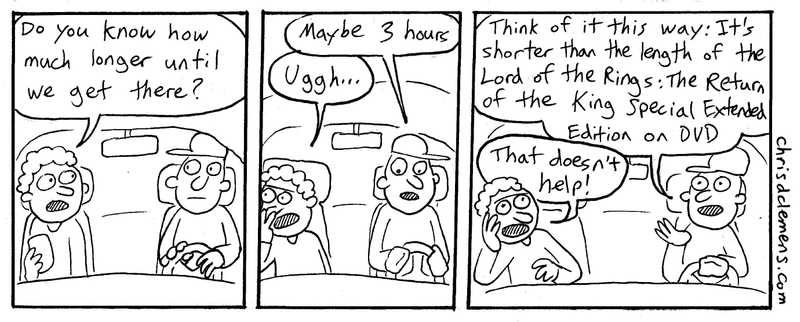 Do you know how
much longer until
we get there?
Maybe 3 hours
Uggh...
Think of it this way: It's
shorter than the length of the
Lord of the Rings: The Return
of the King Special Extended
Edition on DVD
That doesn't
help!
chrisdclemens.com